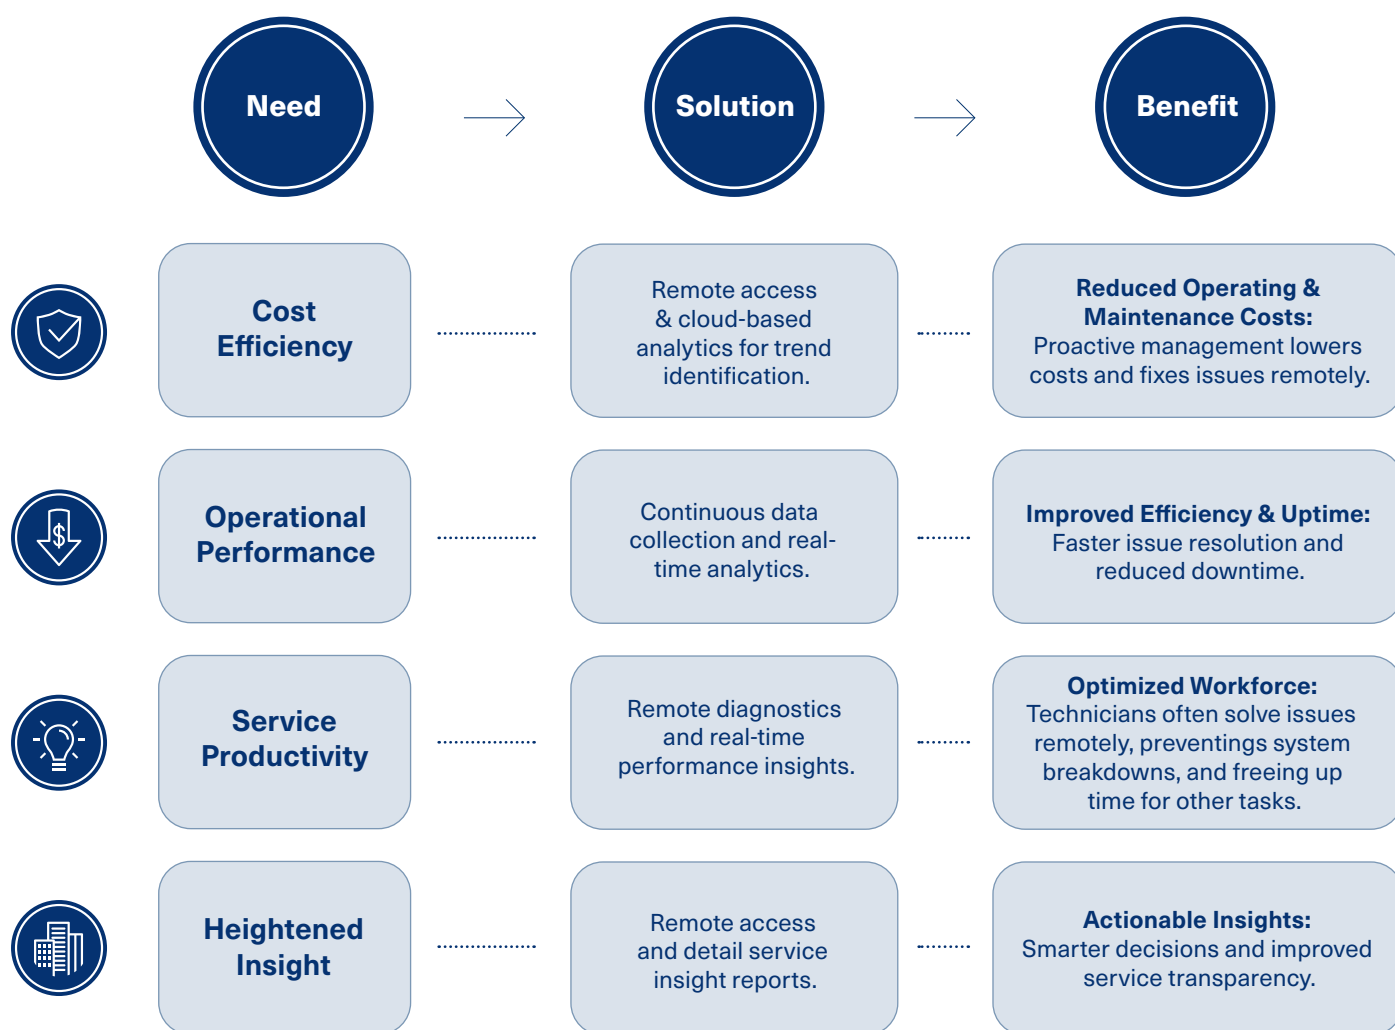 Need
Solution
Benefit
Cost
Efficiency
Remote access
& cloud-based
analytics for trend
identification.
Reduced Operating &
Maintenance Costs:
Proactive management lowers
costs and fixes issues remotely.
$
Operational
Performance
Continuous data
collection and real-
time analytics.
Improved Efficiency & Uptime:
Faster issue resolution and
reduced downtime.
Service
Productivity
Remote diagnostics
and real-time
performance insights.
Optimized Workforce:
Technicians often solve issues
remotely, preventings system
breakdowns, and freeing up
time for other tasks.
Heightened
Insight
Remote access
and detail service
insight reports.
Actionable Insights:
Smarter decisions and improved
service transparency.